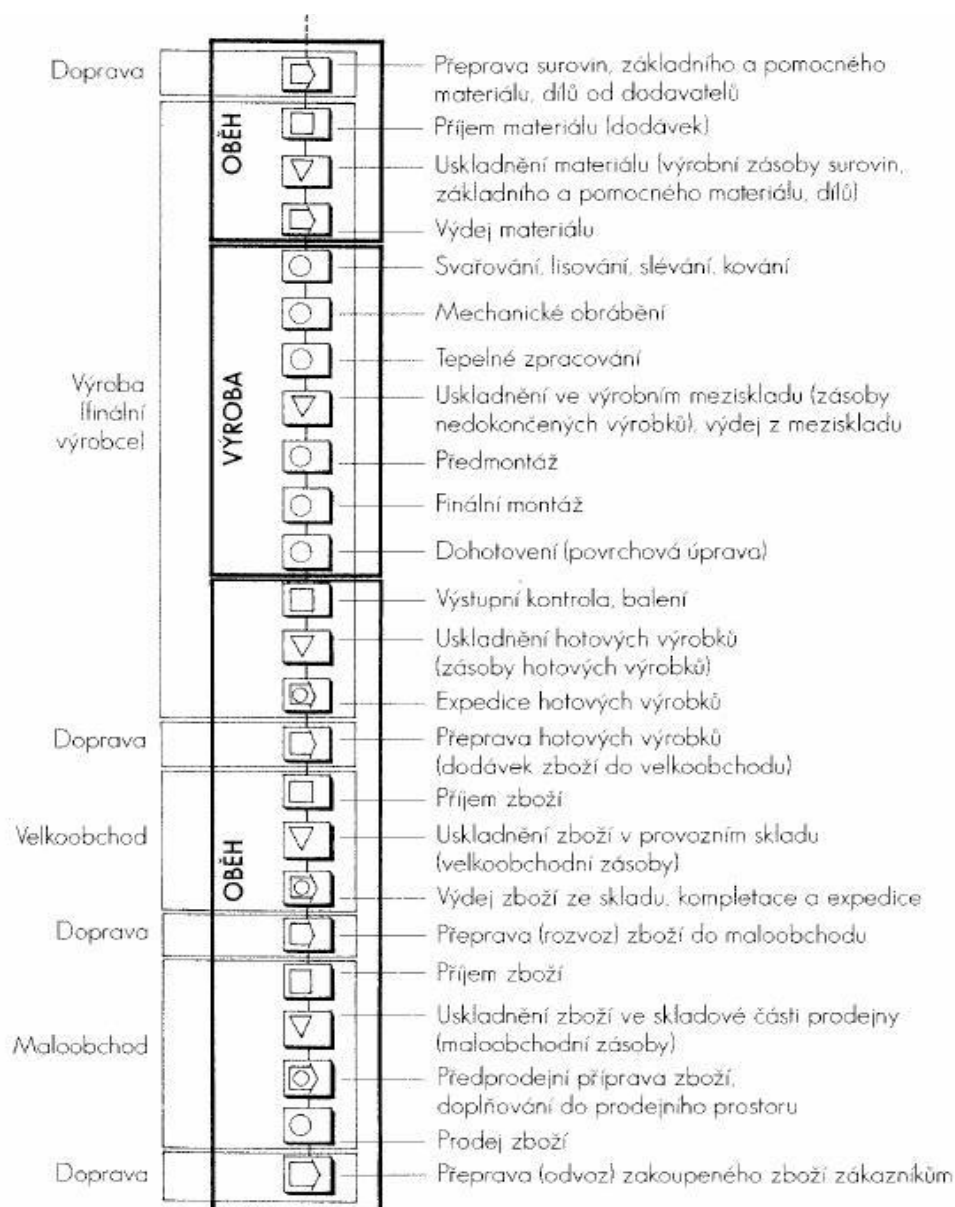 Doprava
Přeprava surovin, základního a pomocného
materiálu, dílů od dodavatelů
OBĚH
Příjem materiálu (dodávek)
Uskladnění materiálu (výrobní zásoby surovin,
základního a pomocného materiálu, dílů)
Výdej materiálu
Výroba
(finální
výrobce)
VÝROBA
Svařování, lisování, slévání, kování
Mechanické obrábění
Tepelné zpracování
Uskladnění ve výrobním meziskladu (zásoby
nedokončených výrobků), výdej z meziskladu
Předmontáž
Finální montáž
Dohotovení (povrchová úprava)
Výstupní kontrola, balení
Uskladnění hotových výrobků
(zásoby hotových výrobků)
Expedice hotových výrobků
Doprava
Přeprava hotových výrobků
(dodávek zboží do velkoobchodu)
Velkoobchod
OBĚH
Příjem zboží
Uskladnění zboží v provozním skladu
(velkoobchodní zásoby)
Výdej zboží ze skladu, kompletace a expedice
Doprava
Přeprava (rozvoz) zboží do maloobchodu
Maloobchod
Příjem zboží
Uskladnění zboží ve skladové části prodejny
(maloobchodní zásoby)
Předprodejní příprava zboží,
doplňování do prodejního prostoru
Prodej zboží
Doprava
Přeprava (odvoz) zakoupeného zboží zákazníkům